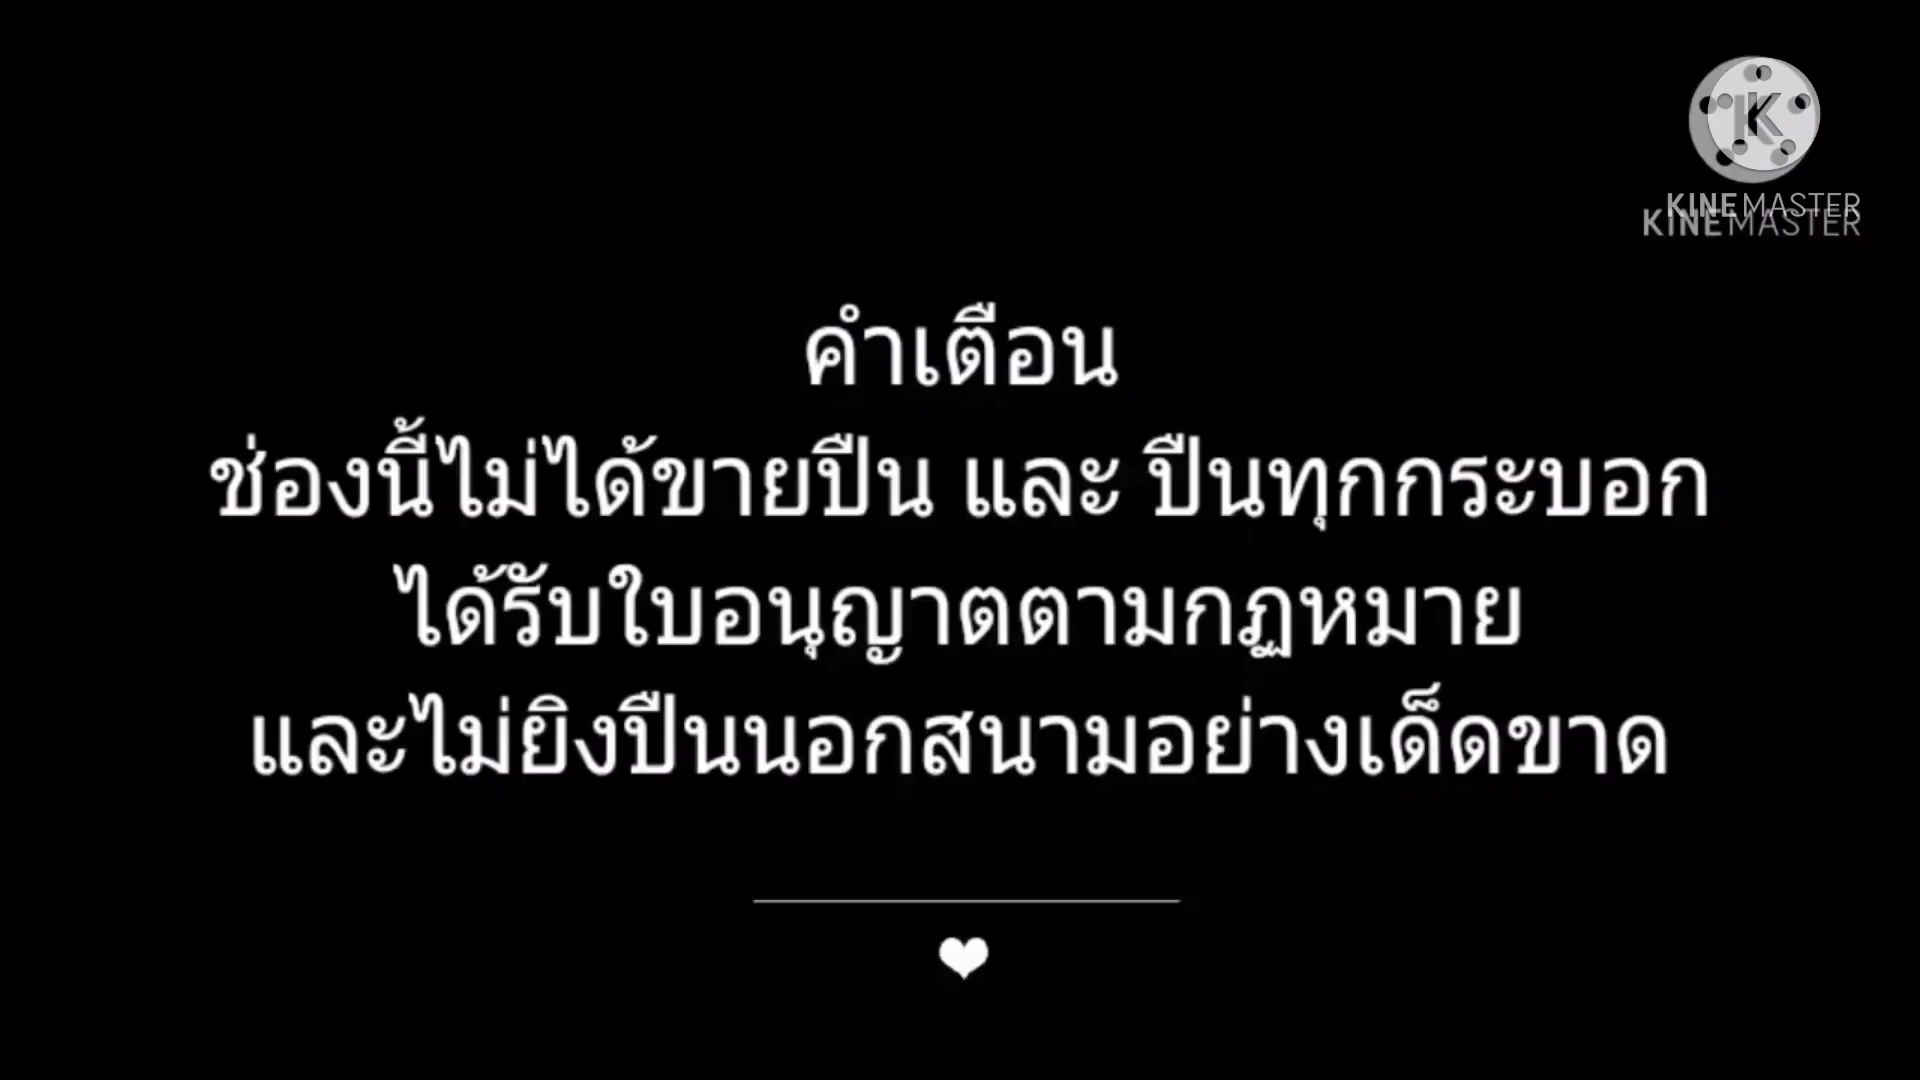 KINEMASTER
KINEMASTER
คำเตือน
ช่องนี้ไม่ได้ขายปืน และ ปืนทุกกระบอก
ได้รับใบอนุญาตตามกฏหมาย
และไม่ยิงปืนนอกสนามอย่างเด็ดขาด